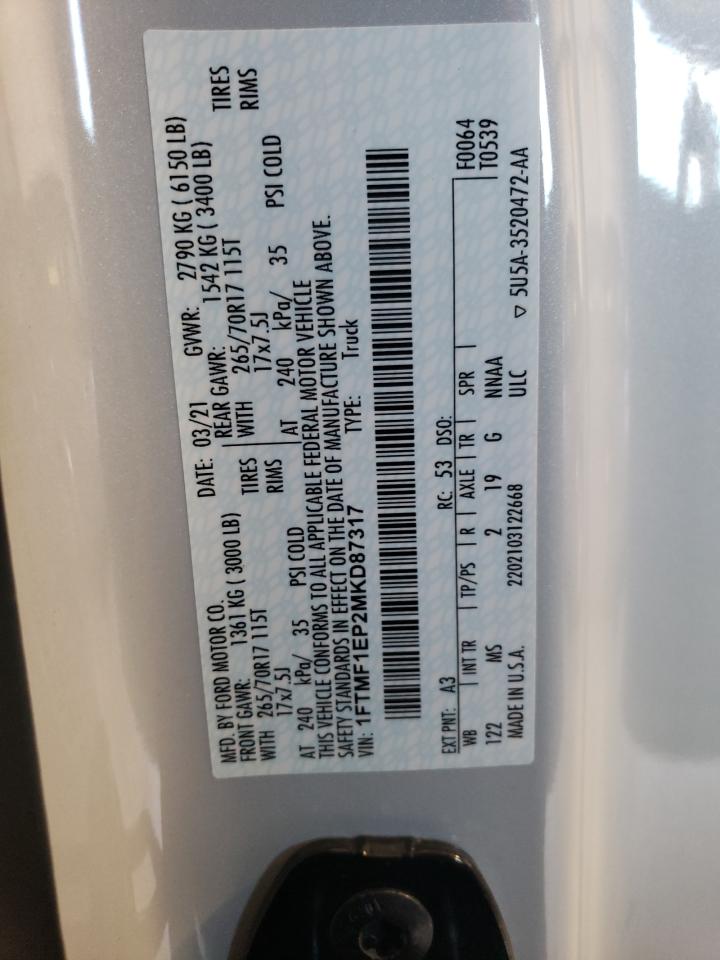 MFD. BY FORD MOTOR CO.
DATE: 03/21 GVWR: 2790 KG ( 6150 LB)
FRONT GAWR: 1361 KG ( 3000 LB) REAR GAWR: 1542 KG ( 3400 LB)
WITH 265/70R17 115T TIRES WITH 265/70R17 115T TIRES
17x7.5J RIMS 17x7.5J RIMS
AT 240 kPa/ 35 PSI COLD AT 240 kPa/ 35 PSI COLD
THIS VEHICLE CONFORMS TO ALL APPLICABLE FEDERAL MOTOR VEHICLE
SAFETY STANDARDS IN EFFECT ON THE DATE OF MANUFACTURE SHOWN ABOVE.
VIN: 1FTMF1EP2MKD87317 TYPE: Truck
EXT PNT: A3 RC: 53 DSO: F0064
WB INT TR TP/PS R AXLE TR SPR T0539
122 MS 2 19 G NNAA
MADE IN U.S.A. 2202103122668 ULC ▽ 5U5A-3520472-AA